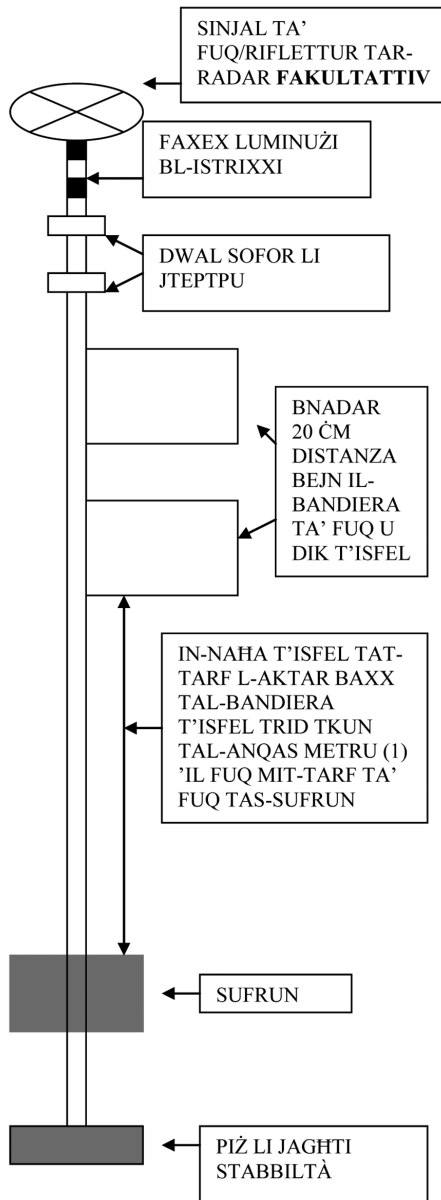 SINJAL TA'
FUQ/RIFLETTUR TAR-
RADAR FAKULTATTIV
FAXEX LUMINUŻI
BL-ISTRIXXI
DWAL SOFOR LI
JTEPTPU
BNADAR
20 ĊM
DISTANZA
BEJN IL-
BANDIERA
TA' FUQ U
DIK T'ISFEL
IN-NAĦA T'ISFEL TAT-
TARF L-AKTAR BAXX
TAL-BANDIERA
T'ISFEL TRID TKUN
TAL-ANQAS METRU (1)
'IL FUQ MIT-TARF TA'
FUQ TAS-SUFRUN
SUFRUN
PIŻ LI JAGĦTI
STABBILTÀ